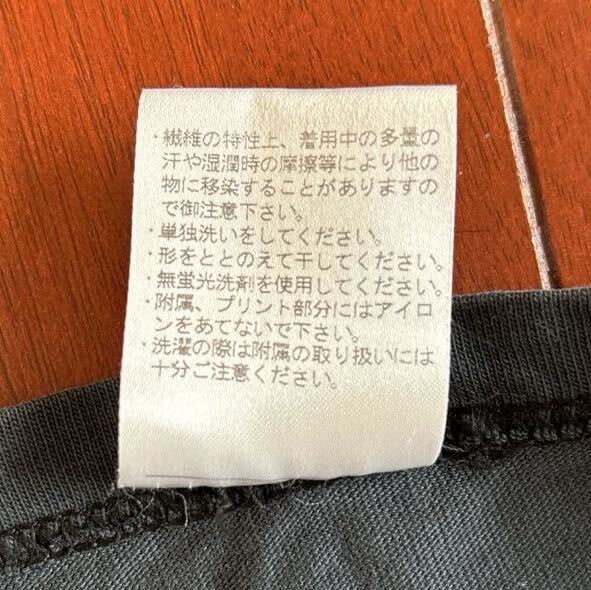 ・繊維の特性上、着用中の多量の
汗や湿潤時の摩擦等により他の
物に移染することがありますの
で御注意下さい。
・単独洗いをしてください。
・形をととのえて干してください。
・無蛍光洗剤を使用してください。
・附属、プリント部分にはアイロ
ンをあてないで下さい。
・洗濯の際は附属の取り扱いには
十分ご注意ください。